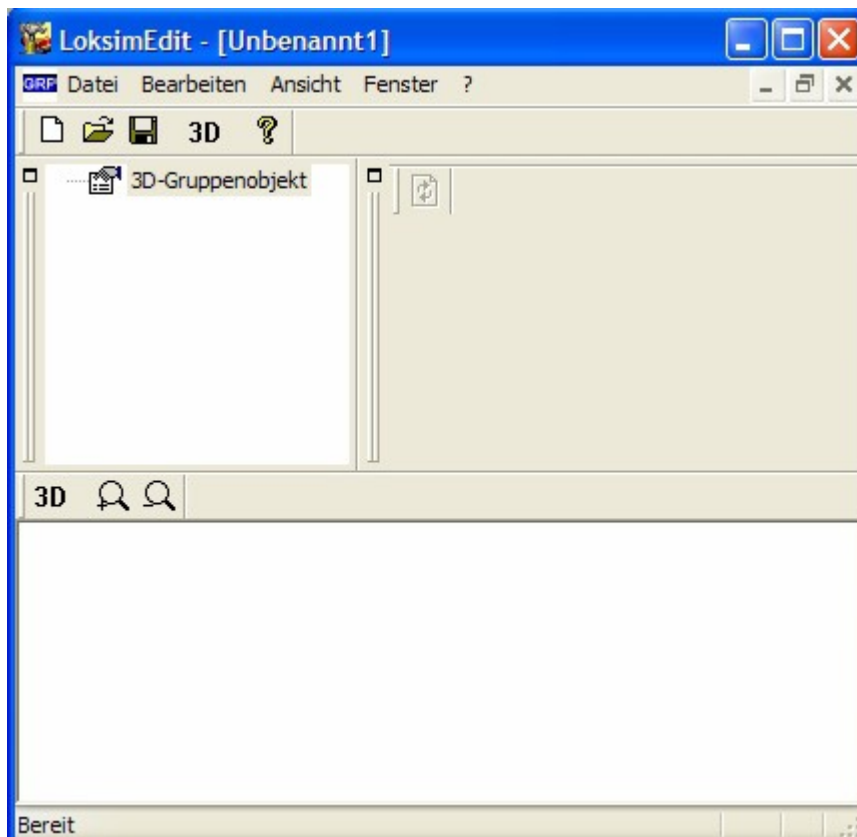 LoksimEdit - [Unbenannt1]
GRP Datei Bearbeiten Ansicht Fenster ?
3D
3D-Gruppenobjekt
3D
Bereit